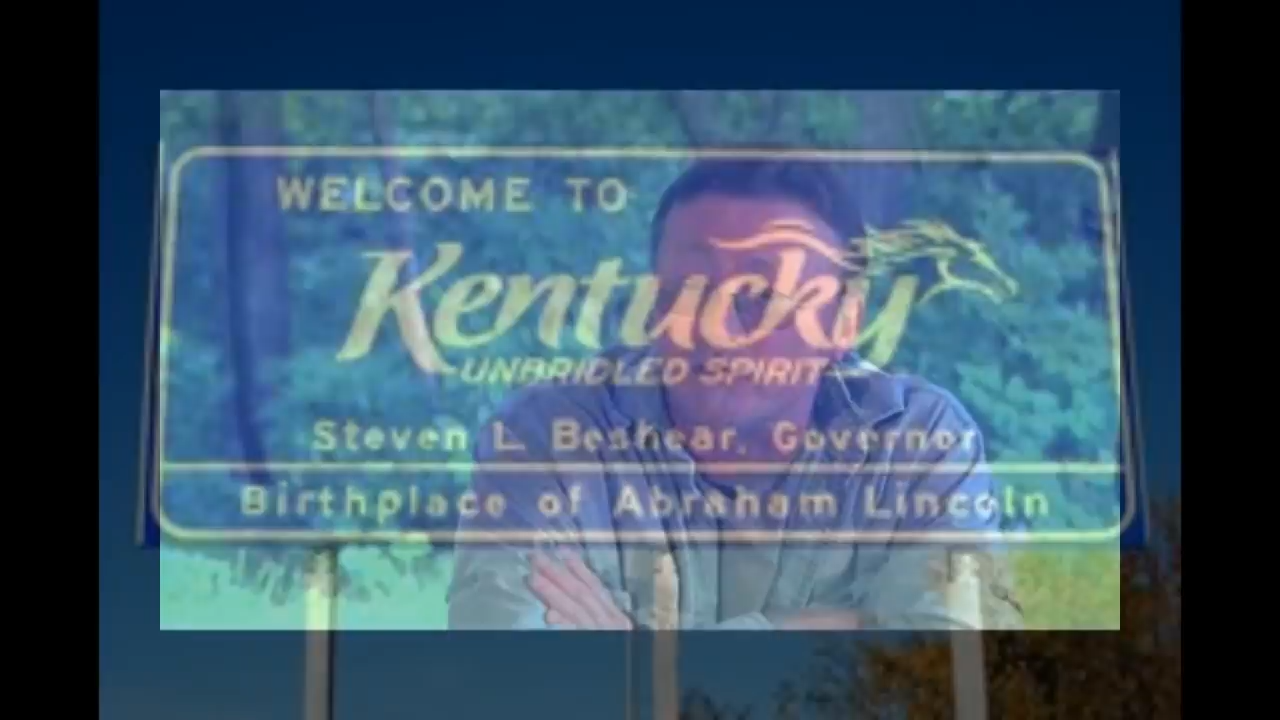 WELCOME TO
Kentucky
UNBRIDLED SPIRIT
Steven L. Beshear, Governor
Birthplace of Abraham Lincoln